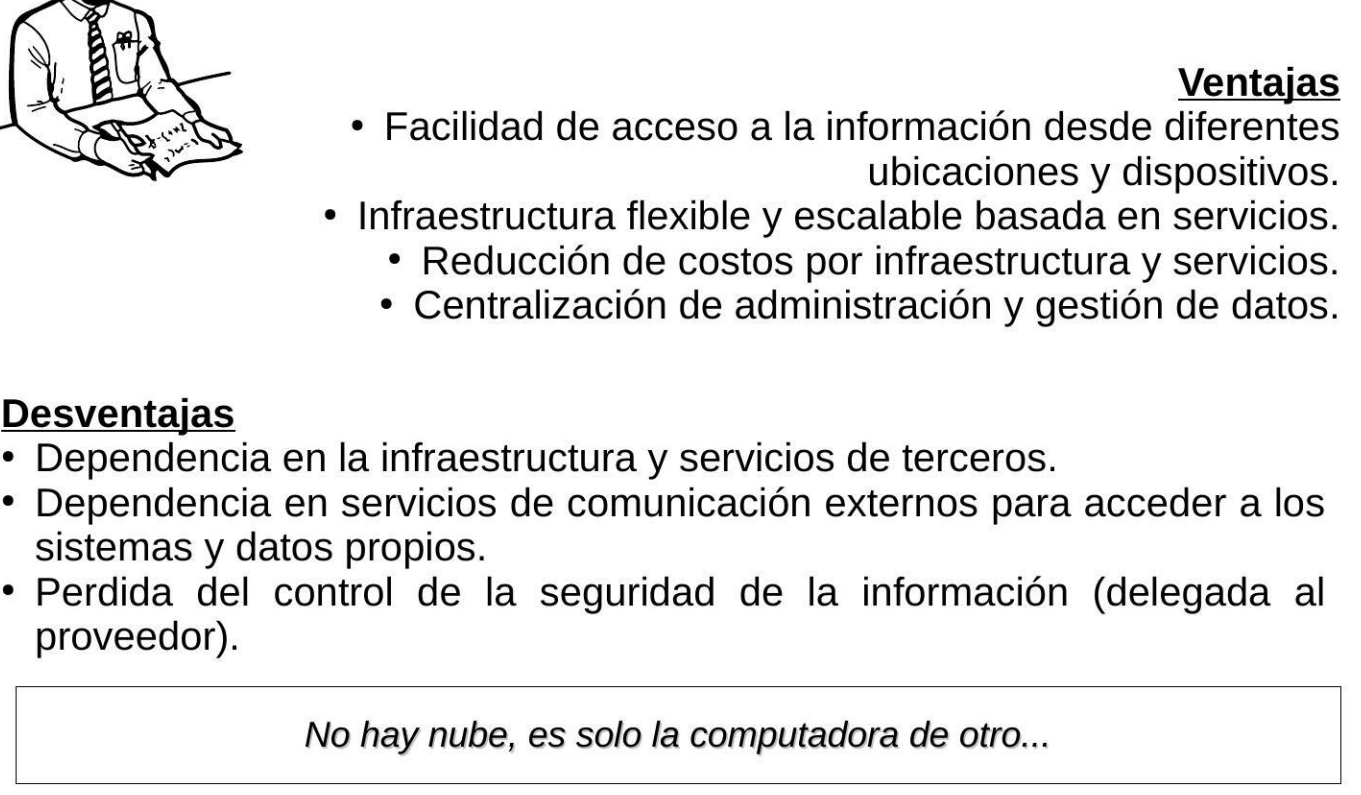 Ventajas
• Facilidad de acceso a la información desde diferentes
ubicaciones y dispositivos.
• Infraestructura flexible y escalable basada en servicios.
• Reducción de costos por infraestructura y servicios.
• Centralización de administración y gestión de datos.
Desventajas
• Dependencia en la infraestructura y servicios de terceros.
• Dependencia en servicios de comunicación externos para acceder a los
sistemas y datos propios.
• Perdida del control de la seguridad de la información (delegada al
proveedor).
No hay nube, es solo la computadora de otro...